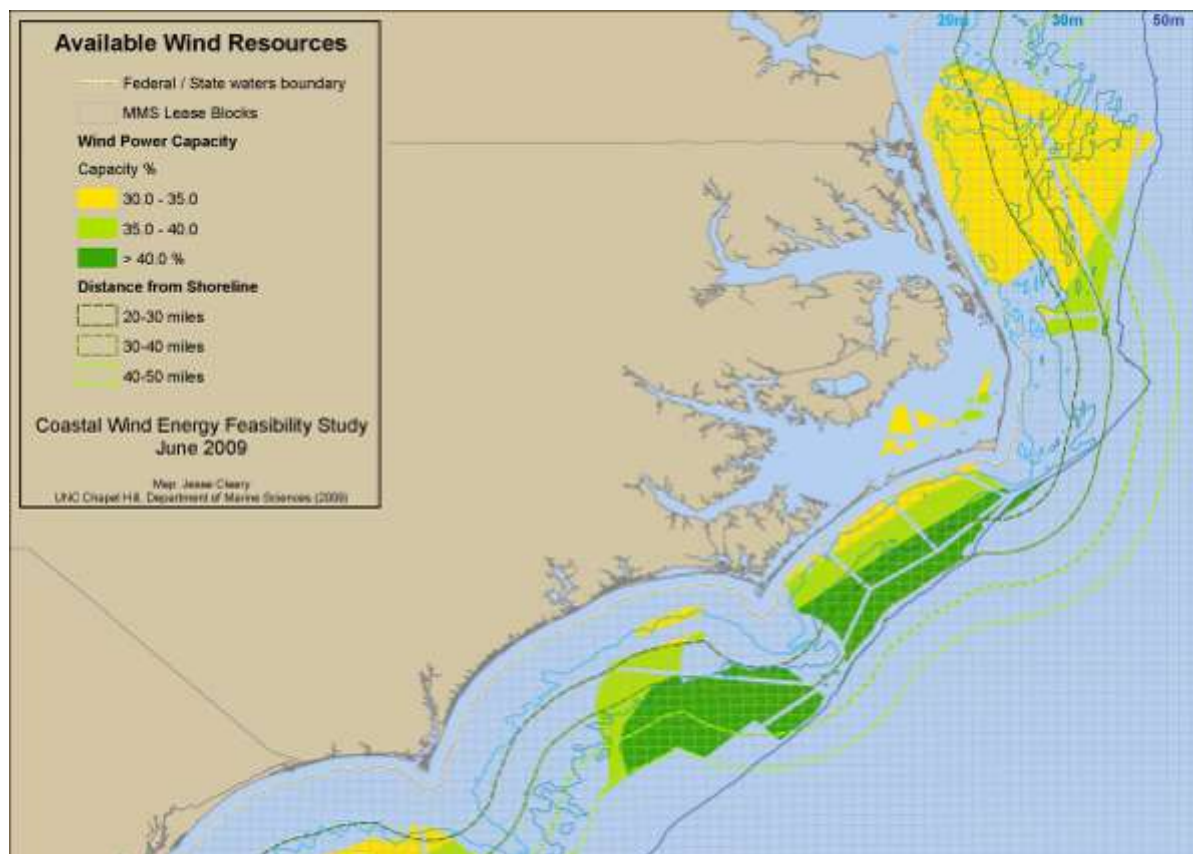 Available Wind Resources
Federal / State waters boundary
MMS Lease Blocks
Wind Power Capacity
Capacity %
30.0 - 35.0
35.0 - 40.0
> 40.0 %
Distance from Shoreline
20-30 miles
30-40 miles
40-50 miles
Coastal Wind Energy Feasibility Study
June 2009
Map: Jesse Cleary
UNC Chapel Hill, Department of Marine Sciences (2009)
20m 30m 50m